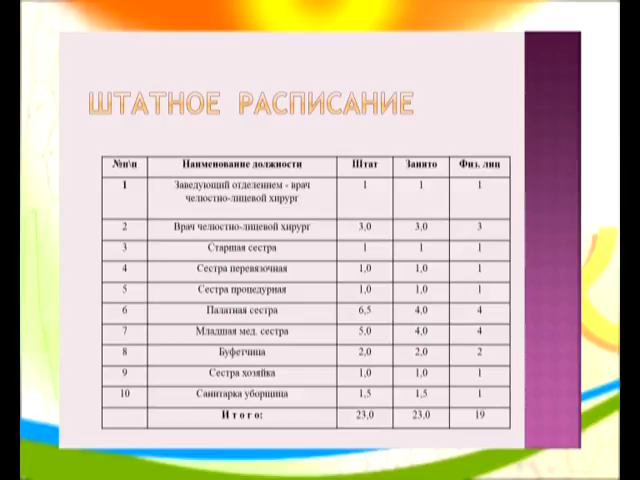 ШТАТНОЕ РАСПИСАНИЕ
№п\п Наименование должности Штат Занято Физ. лиц
1 Заведующий отделением - врач челюстно-лицевой хирург 1 1 1
2 Врач челюстно-лицевой хирург 3,0 3,0 3
3 Старшая сестра 1 1 1
4 Сестра перевязочная 1,0 1,0 1
5 Сестра процедурная 1,0 1,0 1
6 Палатная сестра 6,5 4,0 4
7 Младшая мед. сестра 5,0 4,0 4
8 Буфетчица 2,0 2,0 2
9 Сестра хозяйка 1,0 1,0 1
10 Санитарка уборщица 1,5 1,5 1
И т о г о: 23,0 23,0 19